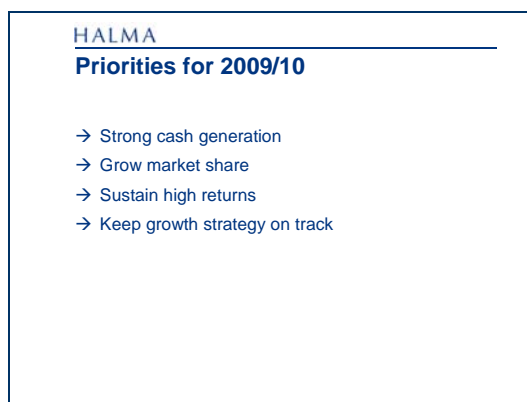 HALMA
Priorities for 2009/10
→ Strong cash generation
→ Grow market share
→ Sustain high returns
→ Keep growth strategy on track